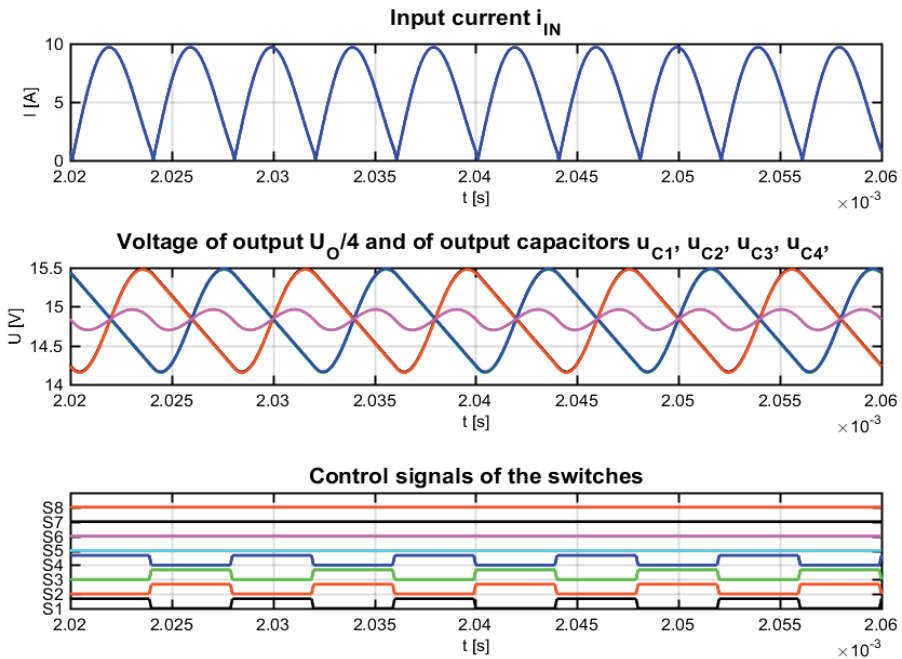 Input current i_IN
10
5
0
I [A]
2.02 2.025 2.03 2.035 2.04 2.045 2.05 2.055 2.06
t [s]
×10⁻³
Voltage of output U_O/4 and of output capacitors u_C1, u_C2, u_C3, u_C4,
15.5
15
14.5
14
U [V]
2.02 2.025 2.03 2.035 2.04 2.045 2.05 2.055 2.06
t [s]
×10⁻³
Control signals of the switches
S8
S7
S6
S5
S4
S3
S2
S1
2.02 2.025 2.03 2.035 2.04 2.045 2.05 2.055 2.06
t [s]
×10⁻³